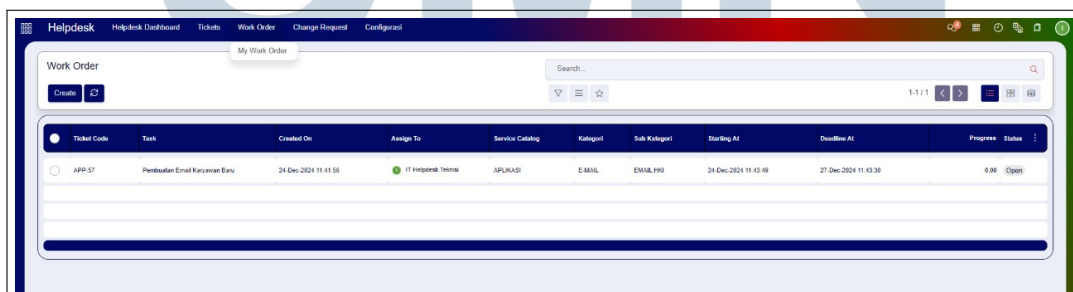 Helpdesk Helpdesk Dashboard Tickets Work Order Change Request Configurasi
My Work Order
Work Order
Search...
Create
1-1 / 1
Ticket Code Task Created On Assign To Service Catalog Kategori Sub Kategori Starting At Deadline At Progress Status
APP-57 Pembuatan Email Karyawan Baru 24-Dec-2024 11:41:56 IT Helpdesk Teknisi APLIKASI E-MAIL EMAIL HKI 24-Dec-2024 11:43:49 27-Dec-2024 11:43:30 0,00 Open